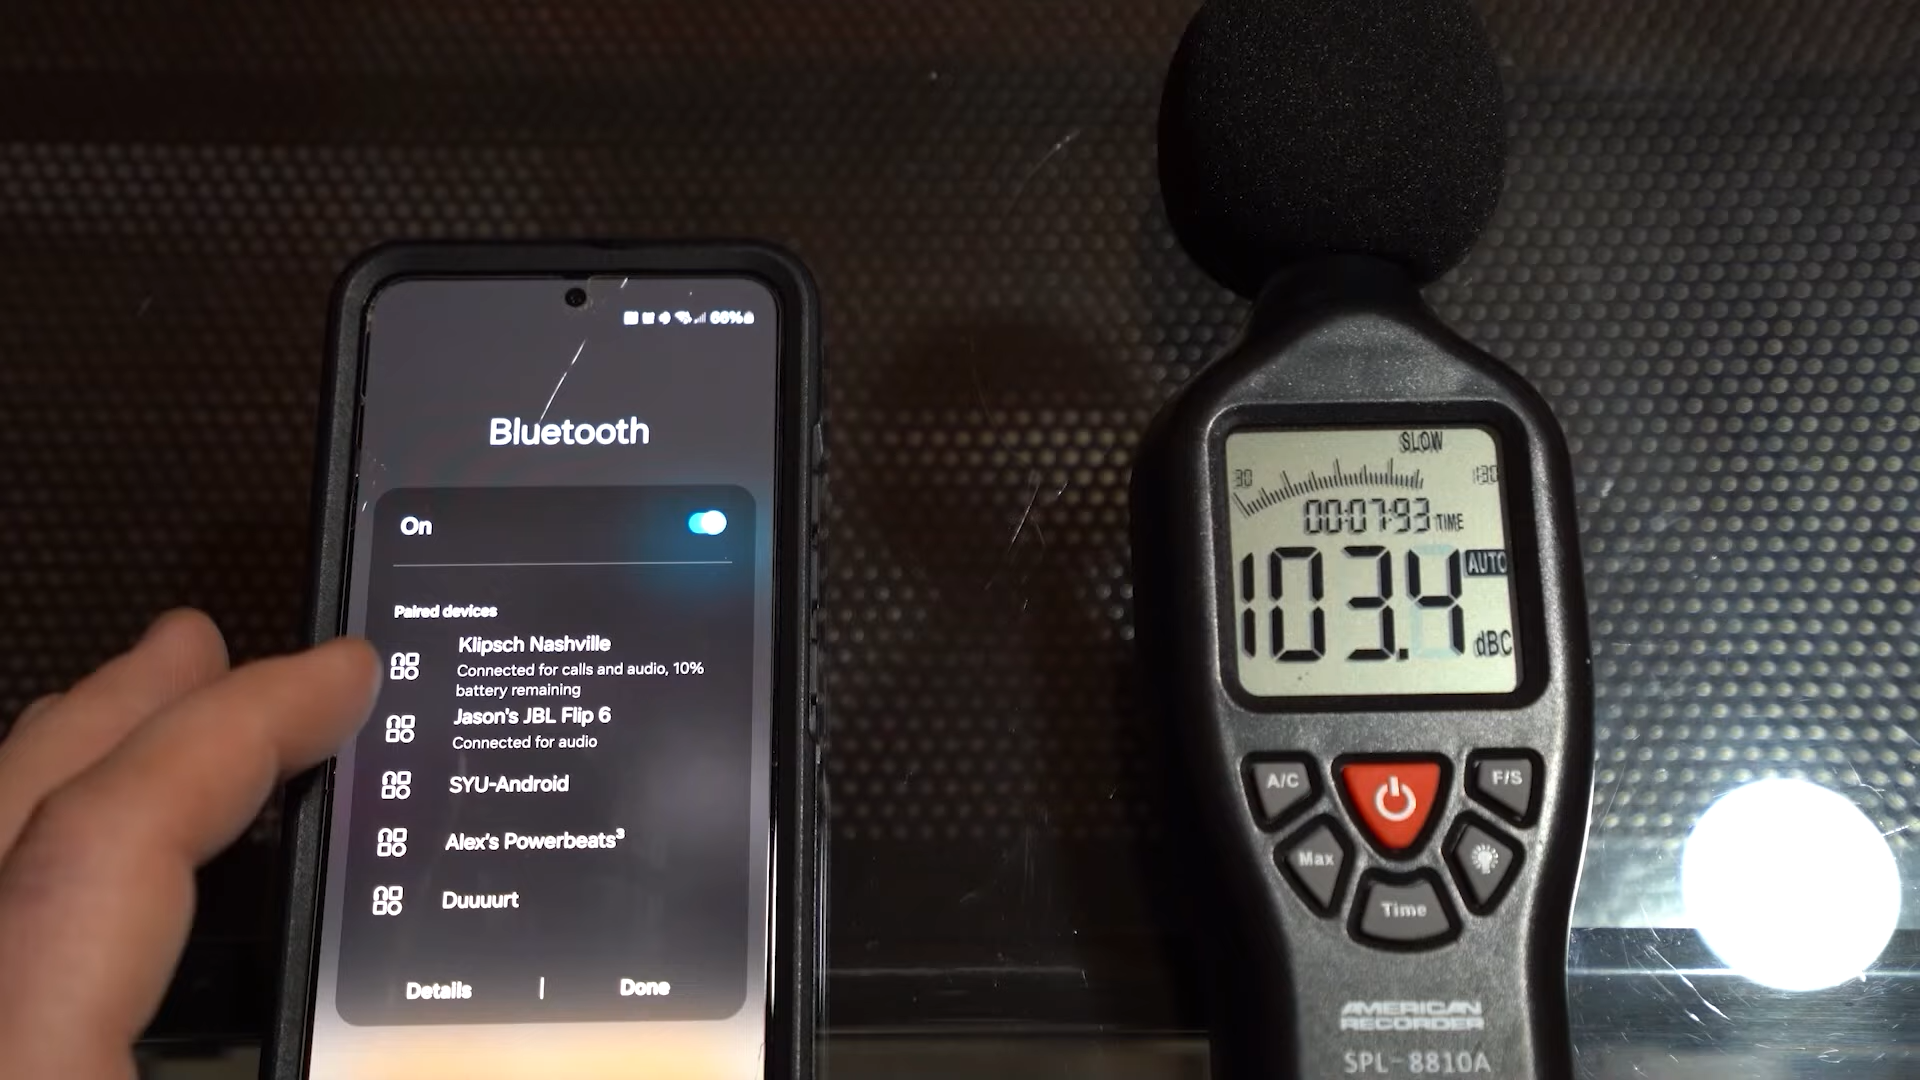 66%
Bluetooth
On
Paired devices
Klipsch Nashville
Connected for calls and audio, 10%
battery remaining
Jason's JBL Flip 6
Connected for audio
SYU-Android
Alex's Powerbeats³
Duuuurt
Details | Done
SLOW
30 130
00:07:93 TIME
103.4 AUTO
dBC
A/C F/S
Max
Time
AMERICAN
RECORDER
SPL-8810A